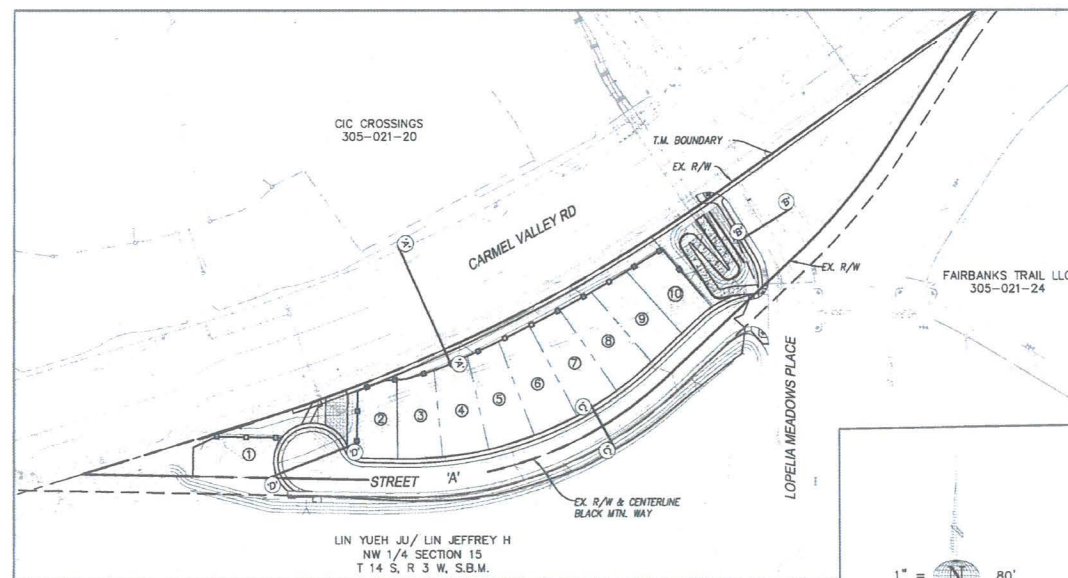 CIC CROSSINGS
305-021-20
T.M. BOUNDARY
EX. R/W
CARMEL VALLEY RD
'A'
'B'
'B'
EX. R/W
FAIRBANKS TRAIL LLC
305-021-24
10
9
8
7
6
5
4
3
2
1
'A'
'C'
'C'
'D'
'D'
STREET 'A'
LOPELIA MEADOWS PLACE
EX. R/W & CENTERLINE
BLACK MTN. WAY
LIN YUEH JU/ LIN JEFFREY H
NW 1/4 SECTION 15
T 14 S, R 3 W, S.B.M.
1" = N 80'